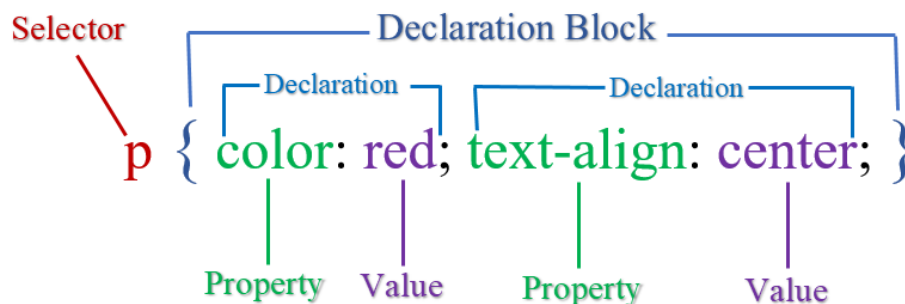 Selector
Declaration Block
Declaration
Declaration
p { color: red; text-align: center; }
Property
Value
Property
Value